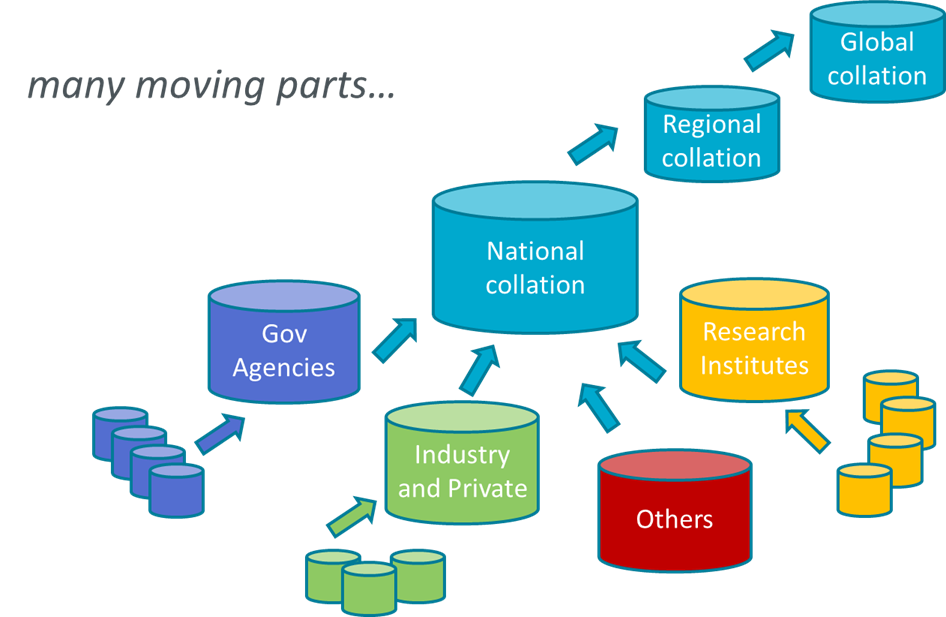 many moving parts…
Global
collation
Regional
collation
National
collation
Gov
Agencies
Research
Institutes
Industry
and Private
Others